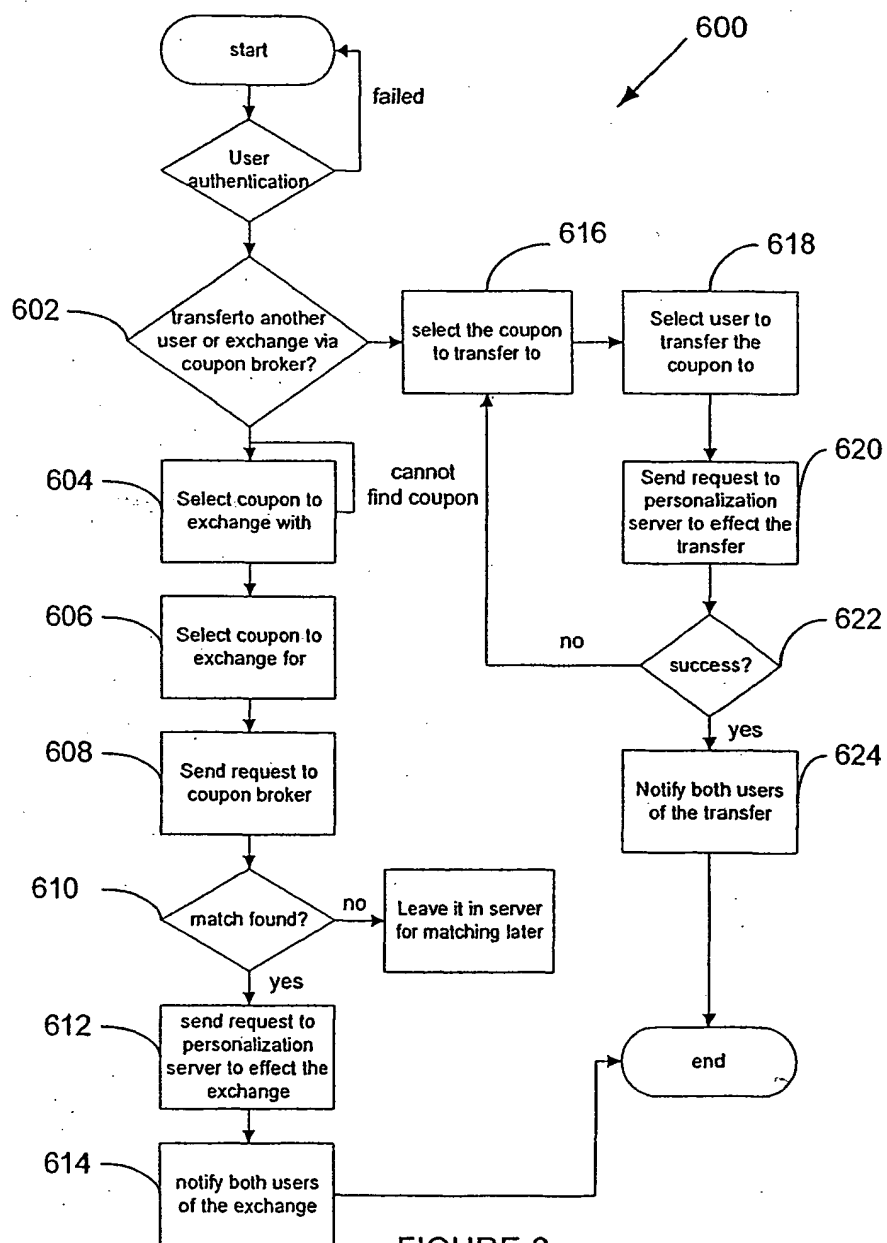 start
600
failed
User
authentication
616
618
602
transferto another
user or exchange via
coupon broker?
select the coupon
to transfer to
Select user to
transfer the
coupon to
604
Select coupon to
exchange with
cannot
find coupon
620
Send request to
personalization
server to effect the
transfer
606
Select coupon to
exchange for
622
no
success?
yes
608
Send request to
coupon broker
624
Notify both users
of the transfer
610
match found?
no
Leave it in server
for matching later
yes
612
send request to
personalization
server to effect the
exchange
end
614
notify both users
of the exchange